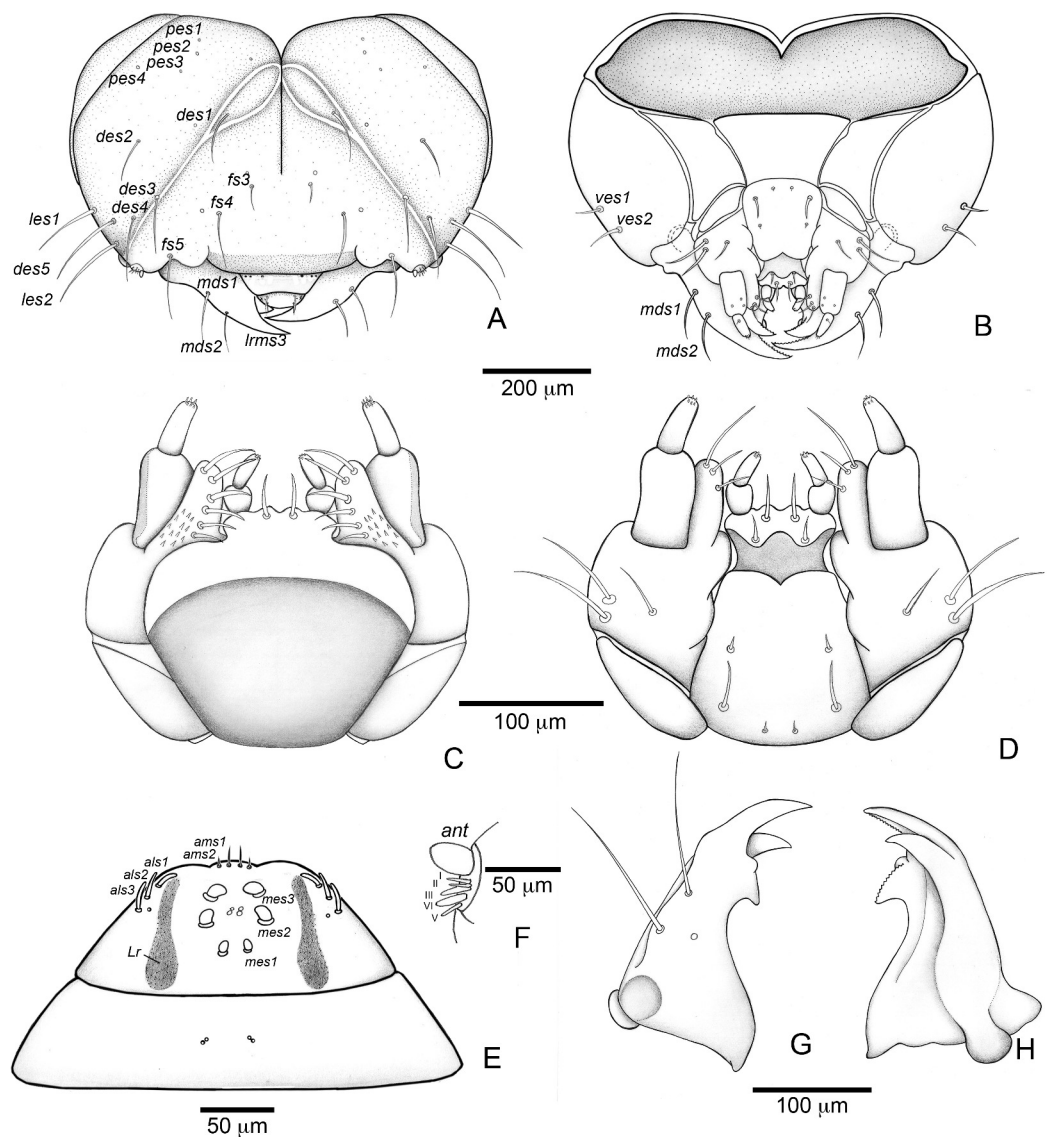 pes1
pes2
pes3
pes4
des1
des2
des3
des4
fs3
fs4
les1
des5
fs5
les2
mds1
mds2
lrms3
A
ves1
ves2
mds1
mds2
B
200 μm
C
100 μm
D
ams1
ams2
als1
als2
als3
mes3
mes2
mes1
Lr
E
50 μm
ant
I
II
III
VI
V
50 μm
F
G
H
100 μm